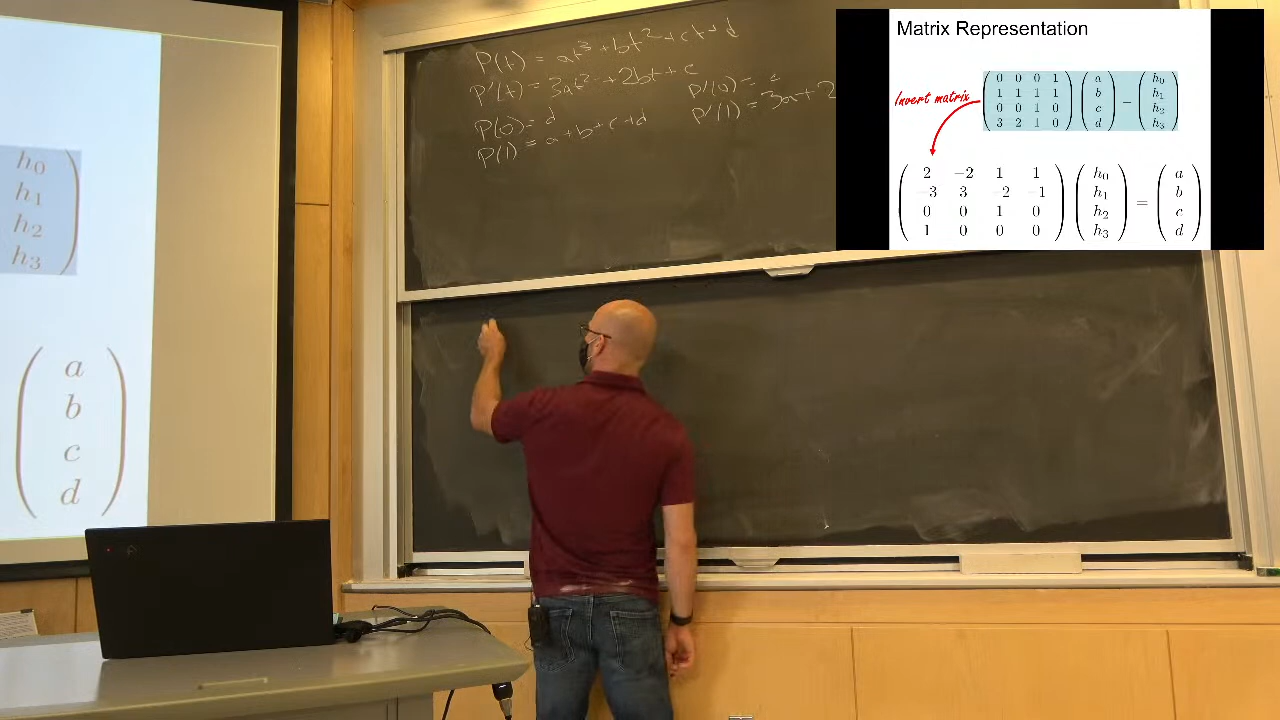 P(t) = at³ + bt² + ct + d
P'(t) = 3at² + 2bt + c
P(0) = d
P(1) = a + b + c + d
P'(0) = c
P'(1) = 3a + 2
Matrix Representation
Invert matrix
0 0 0 1 a h₀
1 1 1 1 b h₁
0 0 1 0 c h₂
3 2 1 0 d h₃
2 −2 1 1 h₀ a
−3 3 −2 −1 h₁ = b
0 0 1 0 h₂ c
1 0 0 0 h₃ d
h₀
h₁
h₂
h₃
a
b
c
d